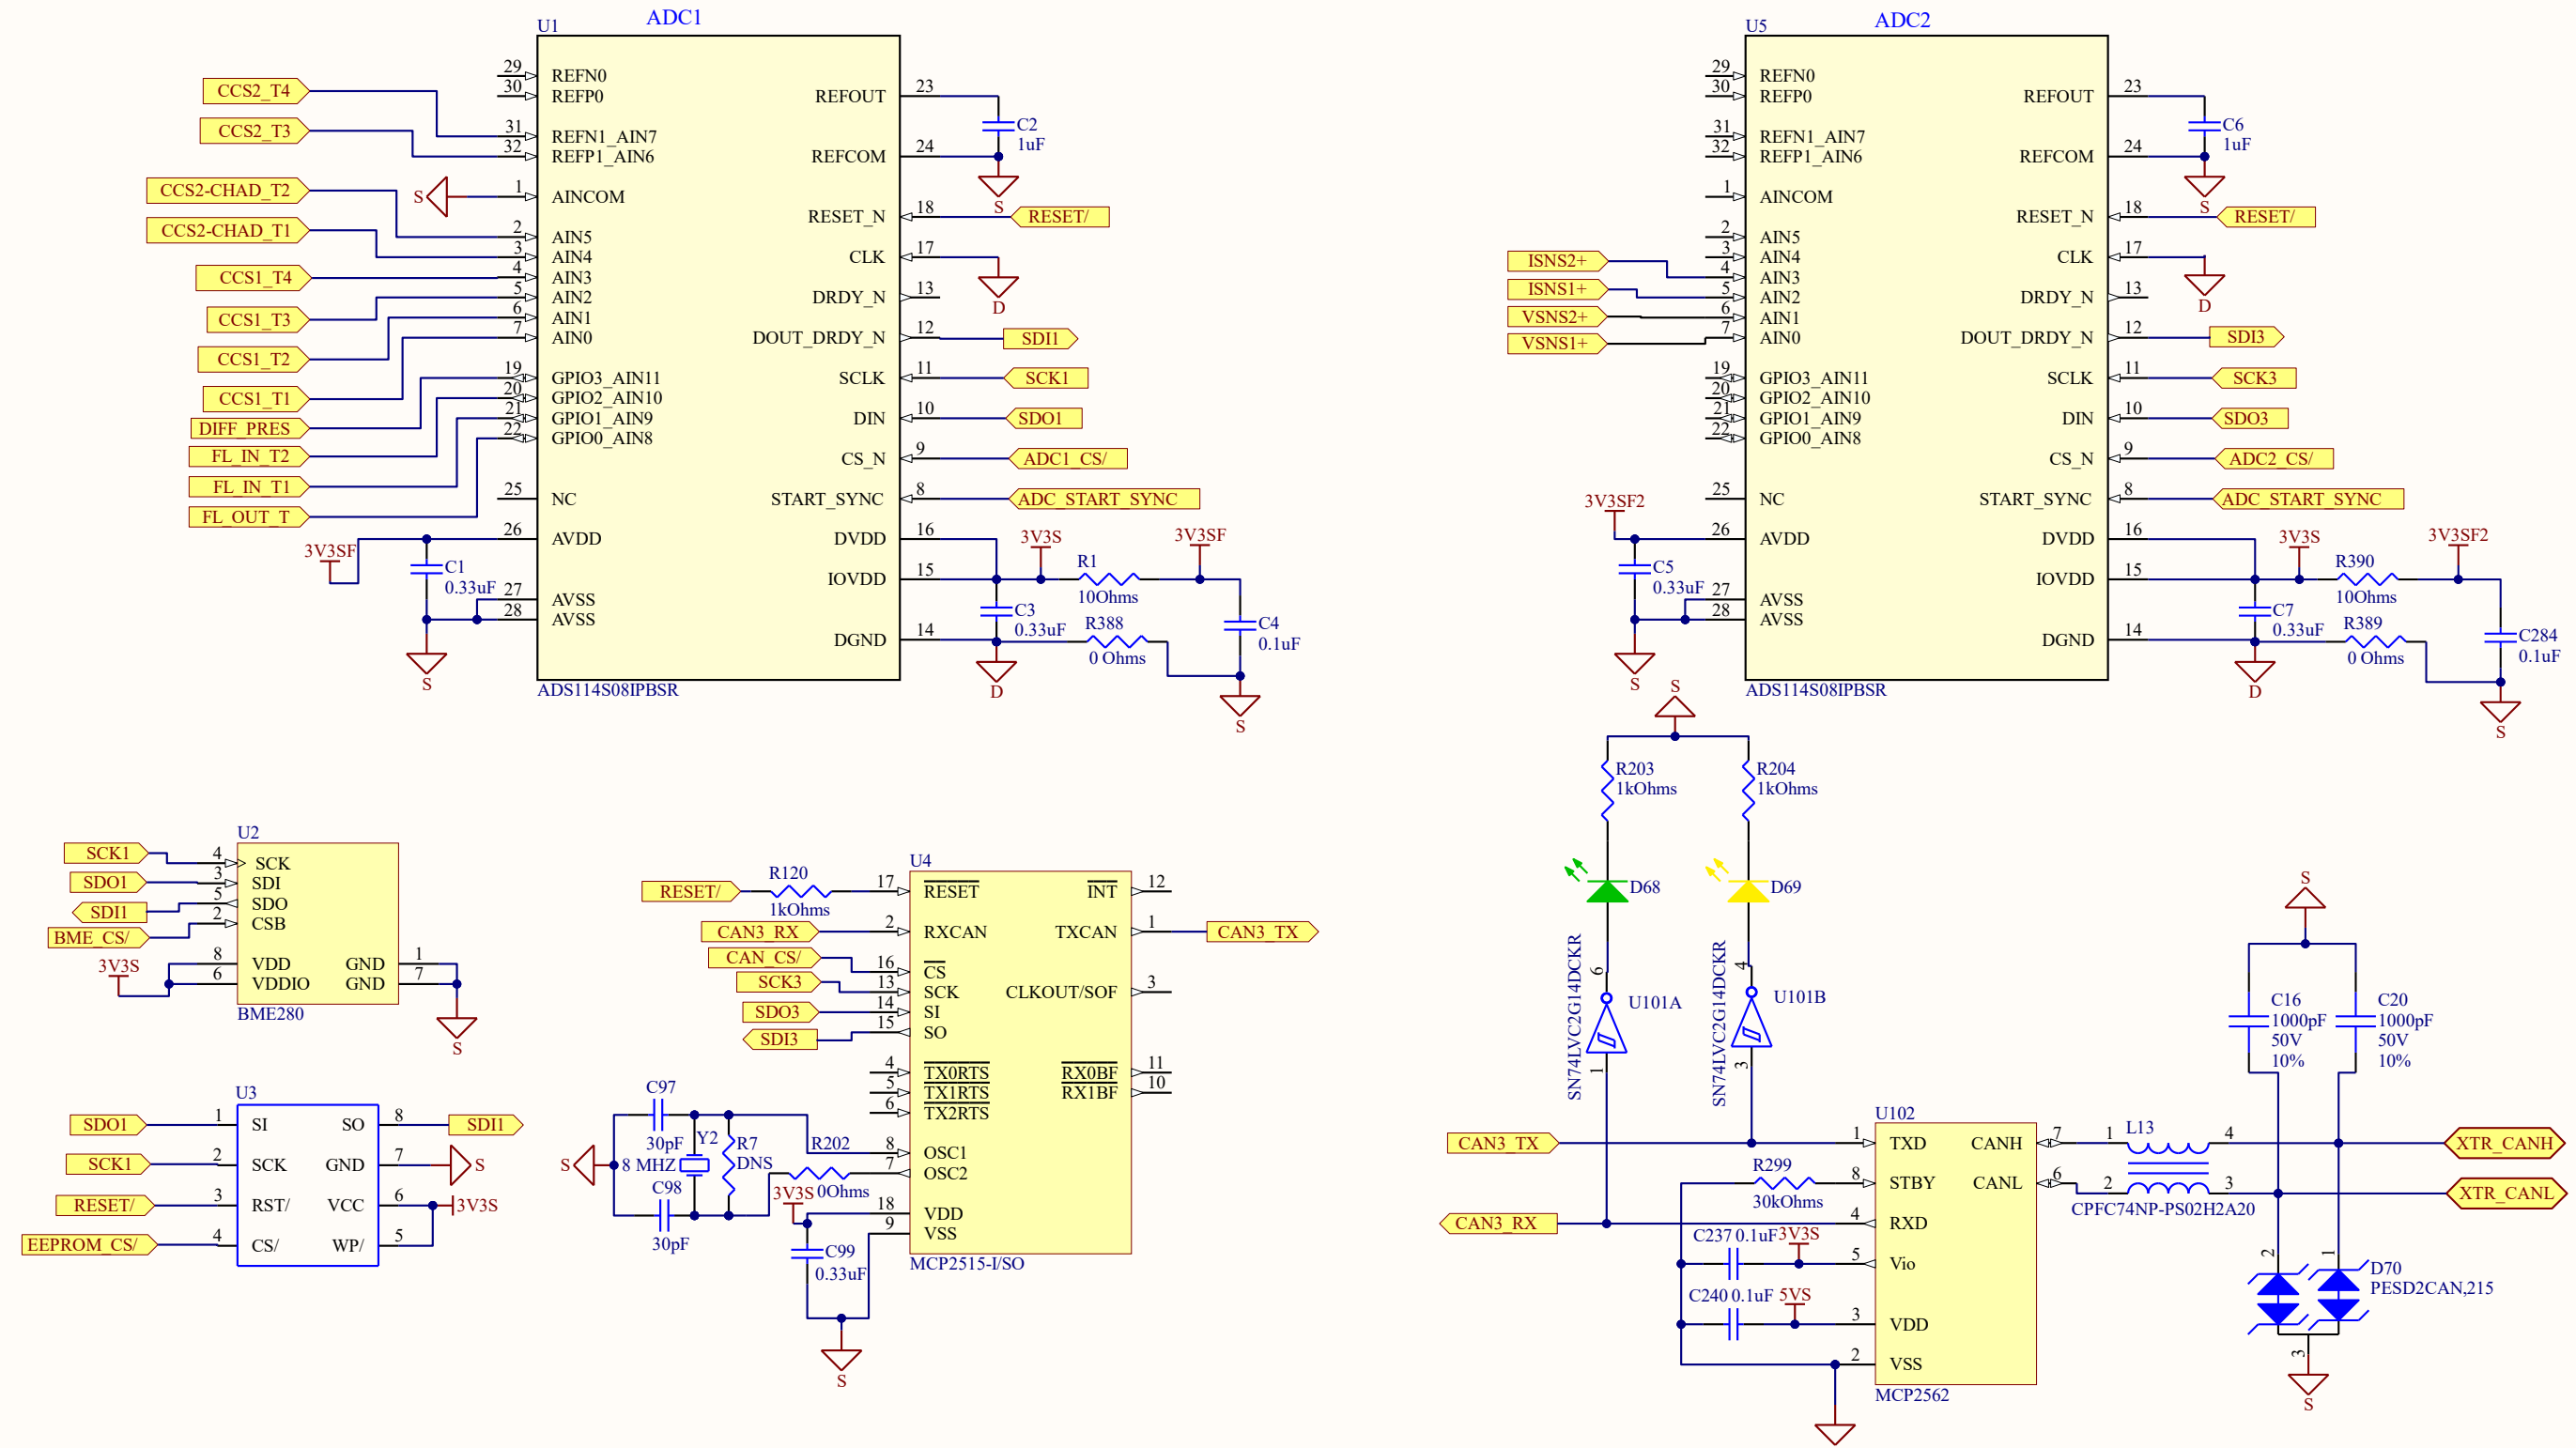 ADC1
U1
CCS2_T4
CCS2_T3
CCS2-CHAD_T2
CCS2-CHAD_T1
CCS1_T4
CCS1_T3
CCS1_T2
CCS1_T1
DIFF_PRES
FL_IN_T2
FL_IN_T1
FL_OUT_T
S
29 REFN0
30 REFP0
31 REFN1_AIN7
32 REFP1_AIN6
1 AINCOM
2 AIN5
3 AIN4
4 AIN3
5 AIN2
6 AIN1
7 AIN0
19 GPIO3_AIN11
20 GPIO2_AIN10
21 GPIO1_AIN9
22 GPIO0_AIN8
25 NC
26 AVDD
27 AVSS
28 AVSS
3V3SF
C1
0.33uF
S
REFOUT 23
REFCOM 24
RESET_N 18
CLK 17
DRDY_N 13
DOUT_DRDY_N 12
SCLK 11
DIN 10
CS_N 9
START_SYNC 8
DVDD 16
IOVDD 15
DGND 14
C2
1uF
S
RESET/
D
SDI1
SCK1
SDO1
ADC1_CS/
ADC_START_SYNC
3V3S
3V3SF
R1
10Ohms
C3
0.33uF
R388
0 Ohms
C4
0.1uF
D
S
ADS114S08IPBSR
ADC2
U5
ISNS2+
ISNS1+
VSNS2+
VSNS1+
29 REFN0
30 REFP0
31 REFN1_AIN7
32 REFP1_AIN6
1 AINCOM
2 AIN5
3 AIN4
4 AIN3
5 AIN2
6 AIN1
7 AIN0
19 GPIO3_AIN11
20 GPIO2_AIN10
21 GPIO1_AIN9
22 GPIO0_AIN8
25 NC
26 AVDD
27 AVSS
28 AVSS
3V3SF2
C5
0.33uF
S
REFOUT 23
REFCOM 24
RESET_N 18
CLK 17
DRDY_N 13
DOUT_DRDY_N 12
SCLK 11
DIN 10
CS_N 9
START_SYNC 8
DVDD 16
IOVDD 15
DGND 14
C6
1uF
S
RESET/
D
SDI3
SCK3
SDO3
ADC2_CS/
ADC_START_SYNC
3V3S
3V3SF2
R390
10Ohms
C7
0.33uF
R389
0 Ohms
C284
0.1uF
D
S
ADS114S08IPBSR
U2
SCK1
SDO1
SDI1
BME_CS/
3V3S
4 SCK
3 SDI
5 SDO
2 CSB
8 VDD
6 VDDIO
GND 1
GND 7
S
BME280
U3
SDO1
SCK1
RESET/
EEPROM_CS/
1 SI
2 SCK
3 RST/
4 CS/
SO 8
GND 7
VCC 6
WP/ 5
SDI1
S
3V3S
U4
RESET/
R120
1kOhms
CAN3_RX
CAN_CS/
SCK3
SDO3
SDI3
17 RESET
2 RXCAN
16 CS
13 SCK
14 SI
15 SO
4 TX0RTS
5 TX1RTS
6 TX2RTS
8 OSC1
7 OSC2
18 VDD
9 VSS
INT 12
TXCAN 1
CLKOUT/SOF 3
RX0BF 11
RX1BF 10
CAN3_TX
C97
30pF
Y2
8 MHZ
R7
DNS
C98
30pF
S
R202
0Ohms
3V3S
C99
0.33uF
S
MCP2515-I/SO
S
R203
1kOhms
R204
1kOhms
D68
D69
SN74LVC2G14DCKR
6
1
U101A
SN74LVC2G14DCKR
4
3
U101B
CAN3_TX
CAN3_RX
R299
30kOhms
C237 0.1uF
3V3S
C240 0.1uF
5VS
U102
1 TXD
8 STBY
4 RXD
5 Vio
3 VDD
2 VSS
CANH 7
CANL 6
MCP2562
L13
1
4
2
3
CPFC74NP-PS02H2A20
S
C16
1000pF
50V
10%
C20
1000pF
50V
10%
XTR_CANH
XTR_CANL
2
1
D70
PESD2CAN,215
3
S